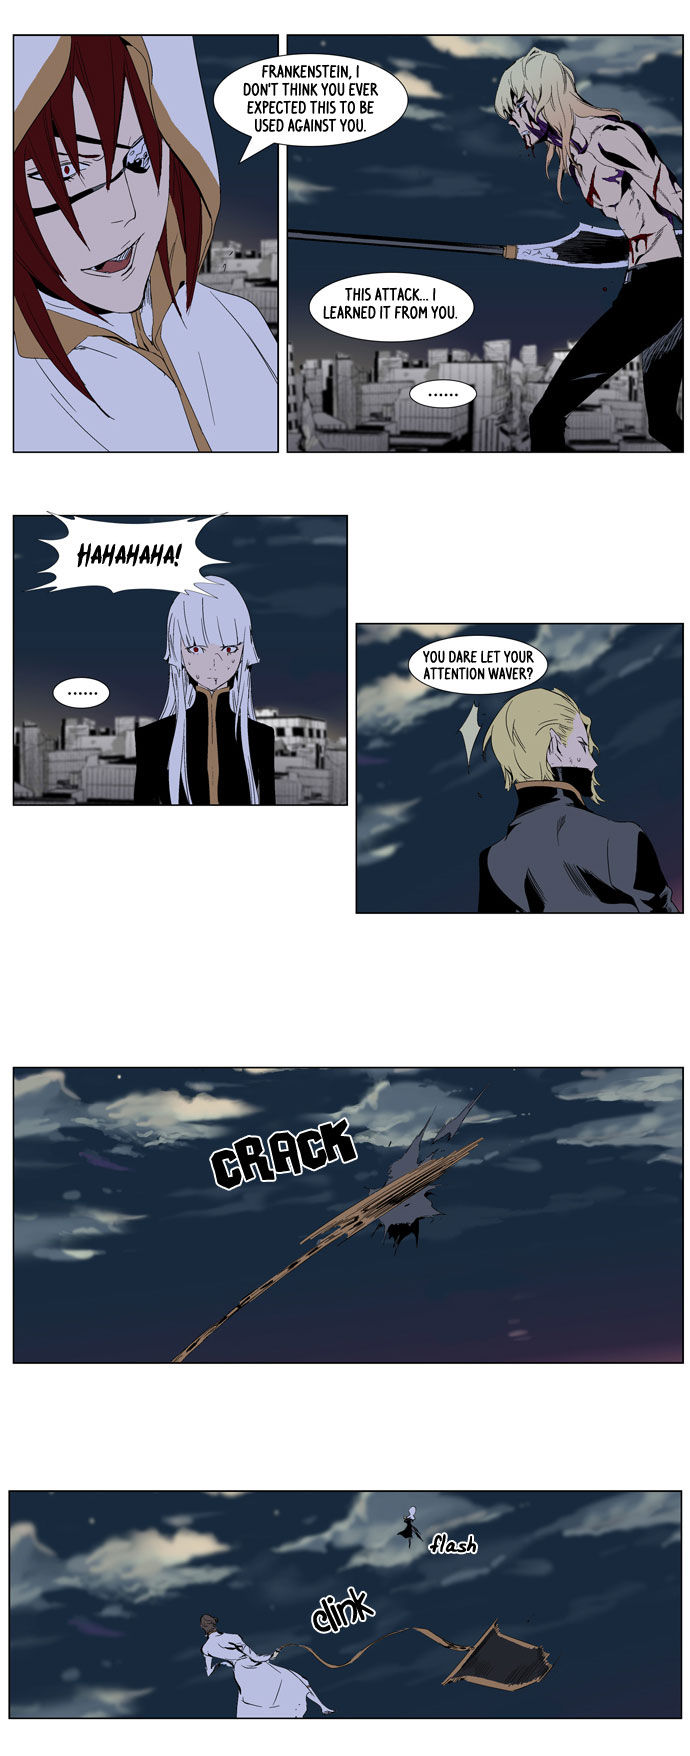 FRANKENSTEIN, I
DON'T THINK YOU EVER
EXPECTED THIS TO BE
USED AGAINST YOU.
THIS ATTACK... I
LEARNED IT FROM YOU.
......
HAHAHAHA!
......
YOU DARE LET YOUR
ATTENTION WAVER?
CRACK
flash
clink